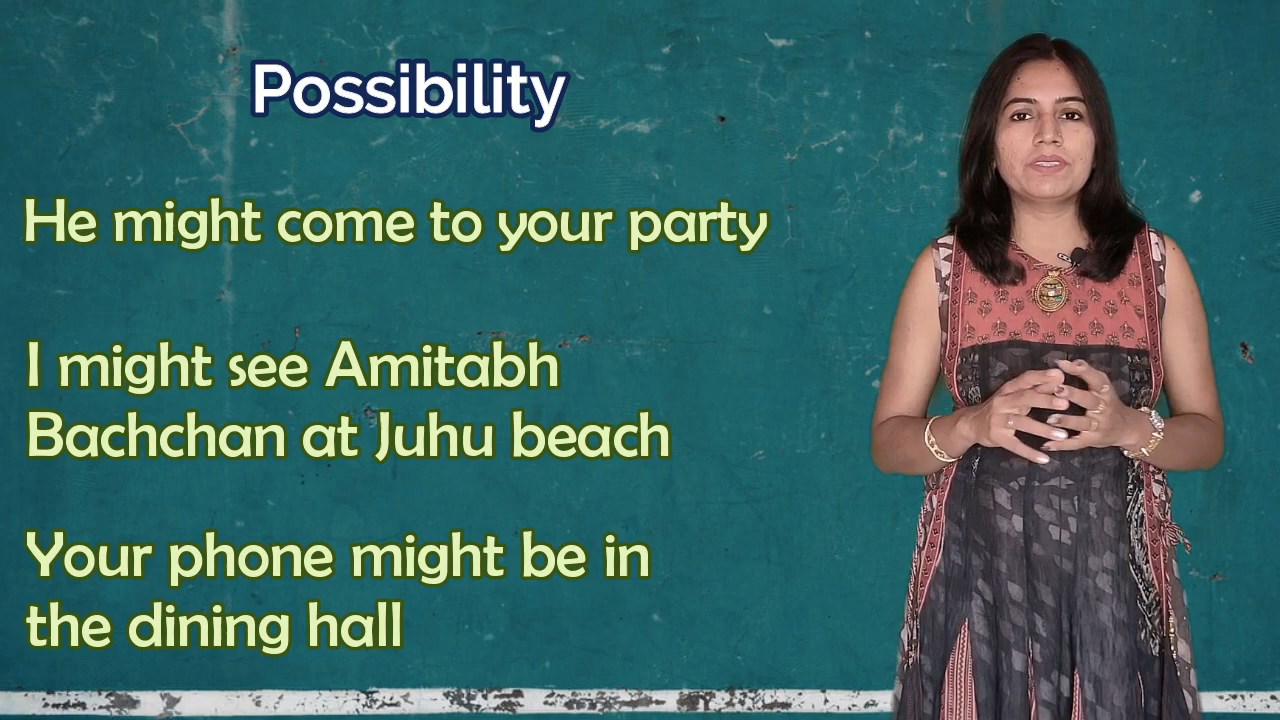 Possibility
He might come to your party
I might see Amitabh
Bachchan at Juhu beach
Your phone might be in
the dining hall